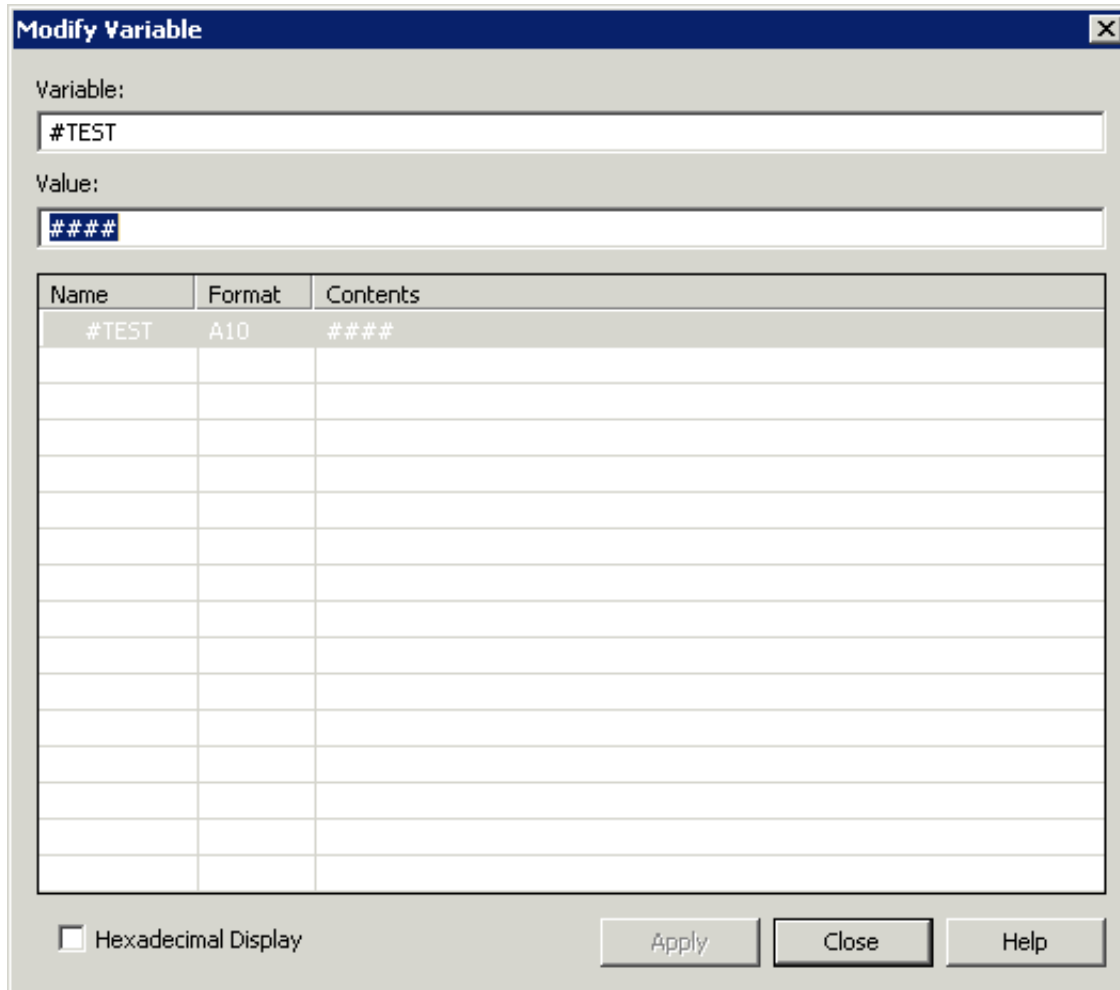 Modify Variable
Variable:
#TEST
Value:
####
Name Format Contents
#TEST A10 ####
Hexadecimal Display
Apply Close Help